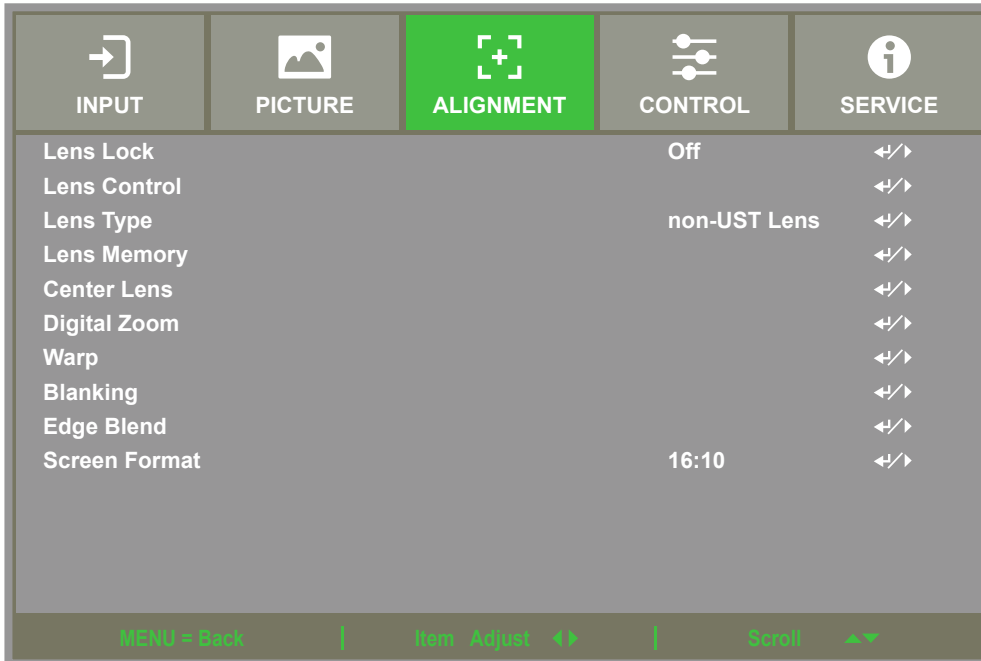 INPUT PICTURE ALIGNMENT CONTROL SERVICE
Lens Lock Off
Lens Control
Lens Type non-UST Lens
Lens Memory
Center Lens
Digital Zoom
Warp
Blanking
Edge Blend
Screen Format 16:10
MENU = Back | Item Adjust | Scroll